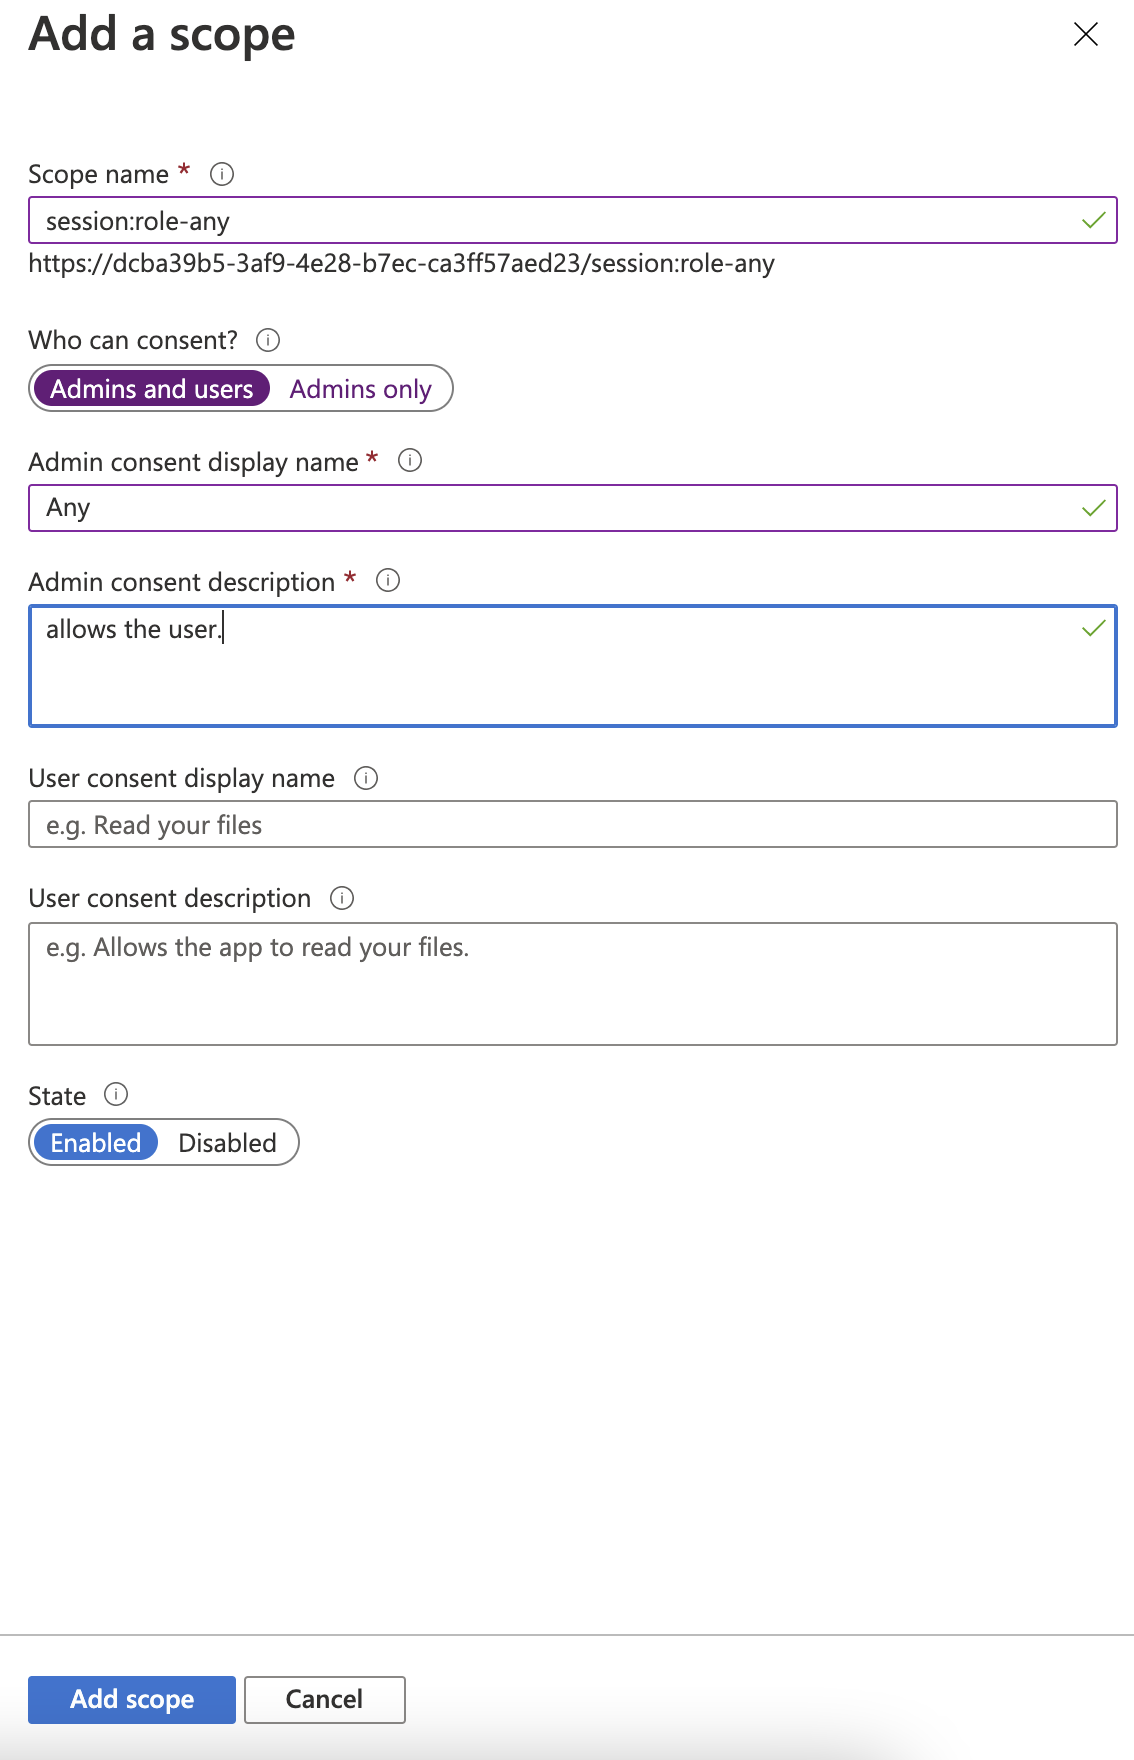 Add a scope
Scope name *
session:role-any
https://dcba39b5-3af9-4e28-b7ec-ca3ff57aed23/session:role-any
Who can consent?
Admins and users Admins only
Admin consent display name *
Any
Admin consent description *
allows the user.
User consent display name
e.g. Read your files
User consent description
e.g. Allows the app to read your files.
State
Enabled Disabled
Add scope Cancel